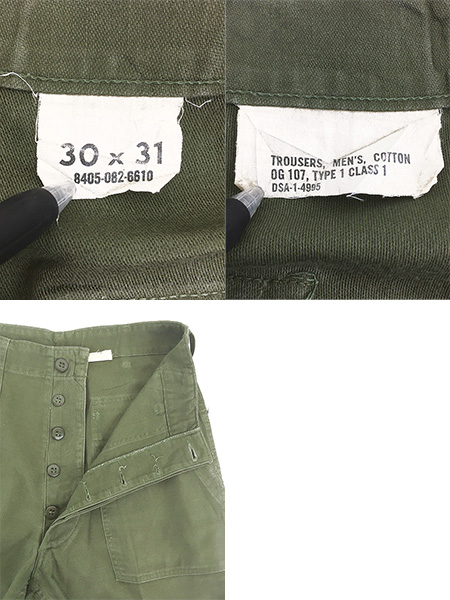 30 x 31
8405-082-6610
TROUSERS, MEN'S, COTTON
OG 107, TYPE 1 CLASS 1
DSA-1-4995